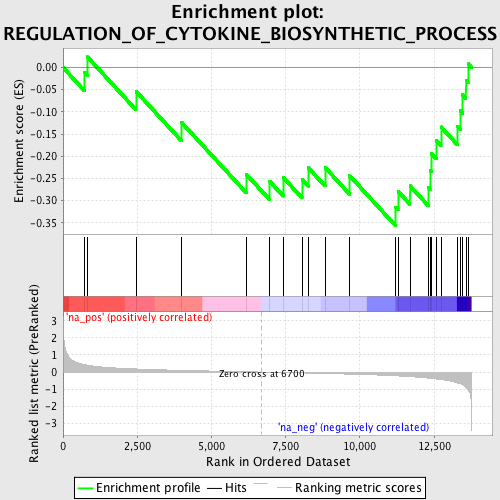 Enrichment plot:
REGULATION_OF_CYTOKINE_BIOSYNTHETIC_PROCESS
Enrichment score (ES)
0.00
-0.05
-0.10
-0.15
-0.20
-0.25
-0.30
-0.35
'na_pos' (positively correlated)
Ranked list metric (PreRanked)
3
2
1
0
-1
-2
-3
Zero cross at 6700
'na_neg' (negatively correlated)
0 2,500 5,000 7,500 10,000 12,500
Rank in Ordered Dataset
Enrichment profile Hits Ranking metric scores